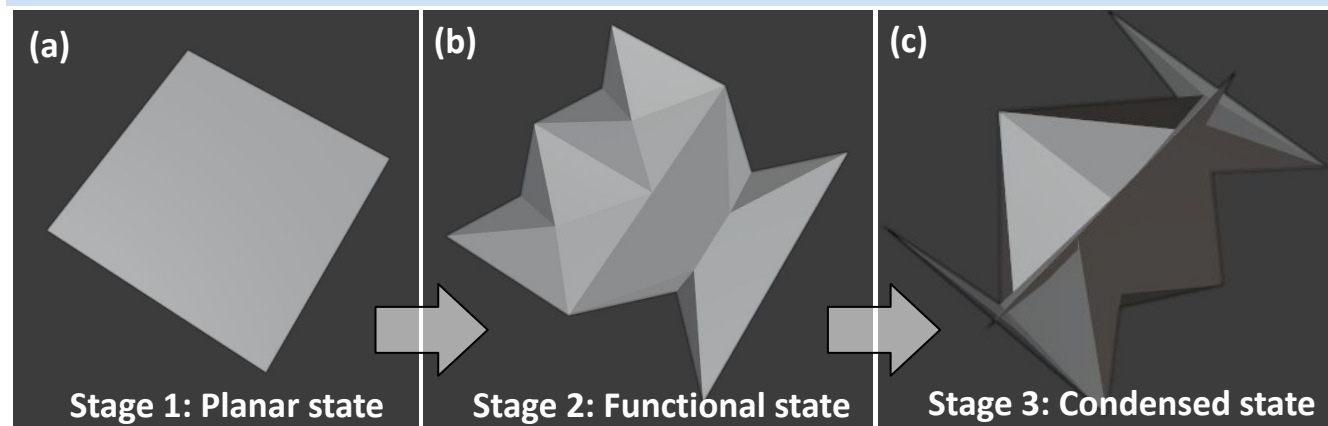 (a)
(b)
(c)
Stage 1: Planar state
Stage 2: Functional state
Stage 3: Condensed state